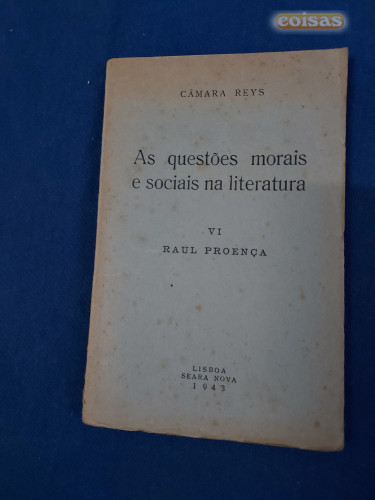 coisas
CÂMARA REYS
As questões morais
e sociais na literatura
VI
RAUL PROENÇA
LISBOA
SEARA NOVA
1943